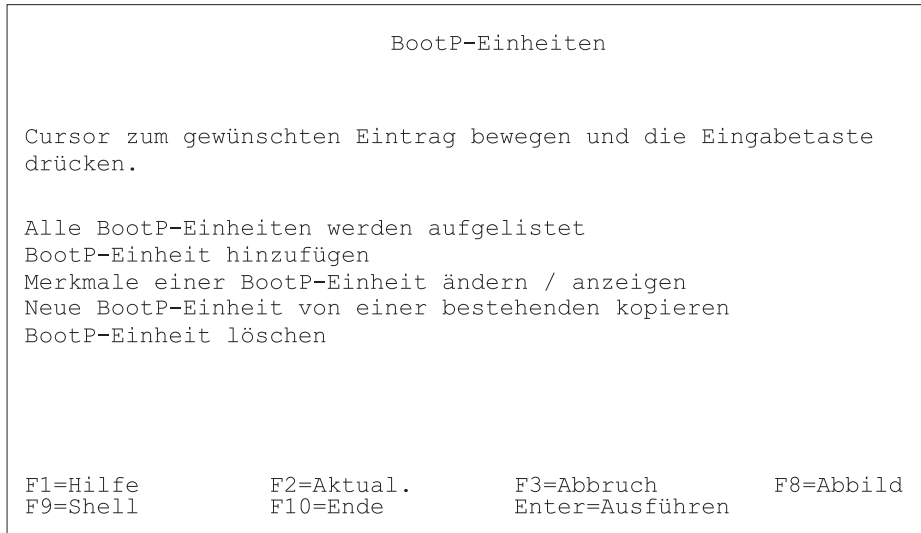 BootP-Einheiten
Cursor zum gewünschten Eintrag bewegen und die Eingabetaste
drücken.
Alle BootP-Einheiten werden aufgelistet
BootP-Einheit hinzufügen
Merkmale einer BootP-Einheit ändern / anzeigen
Neue BootP-Einheit von einer bestehenden kopieren
BootP-Einheit löschen
F1=Hilfe F2=Aktual. F3=Abbruch F8=Abbild
F9=Shell F10=Ende Enter=Ausführen